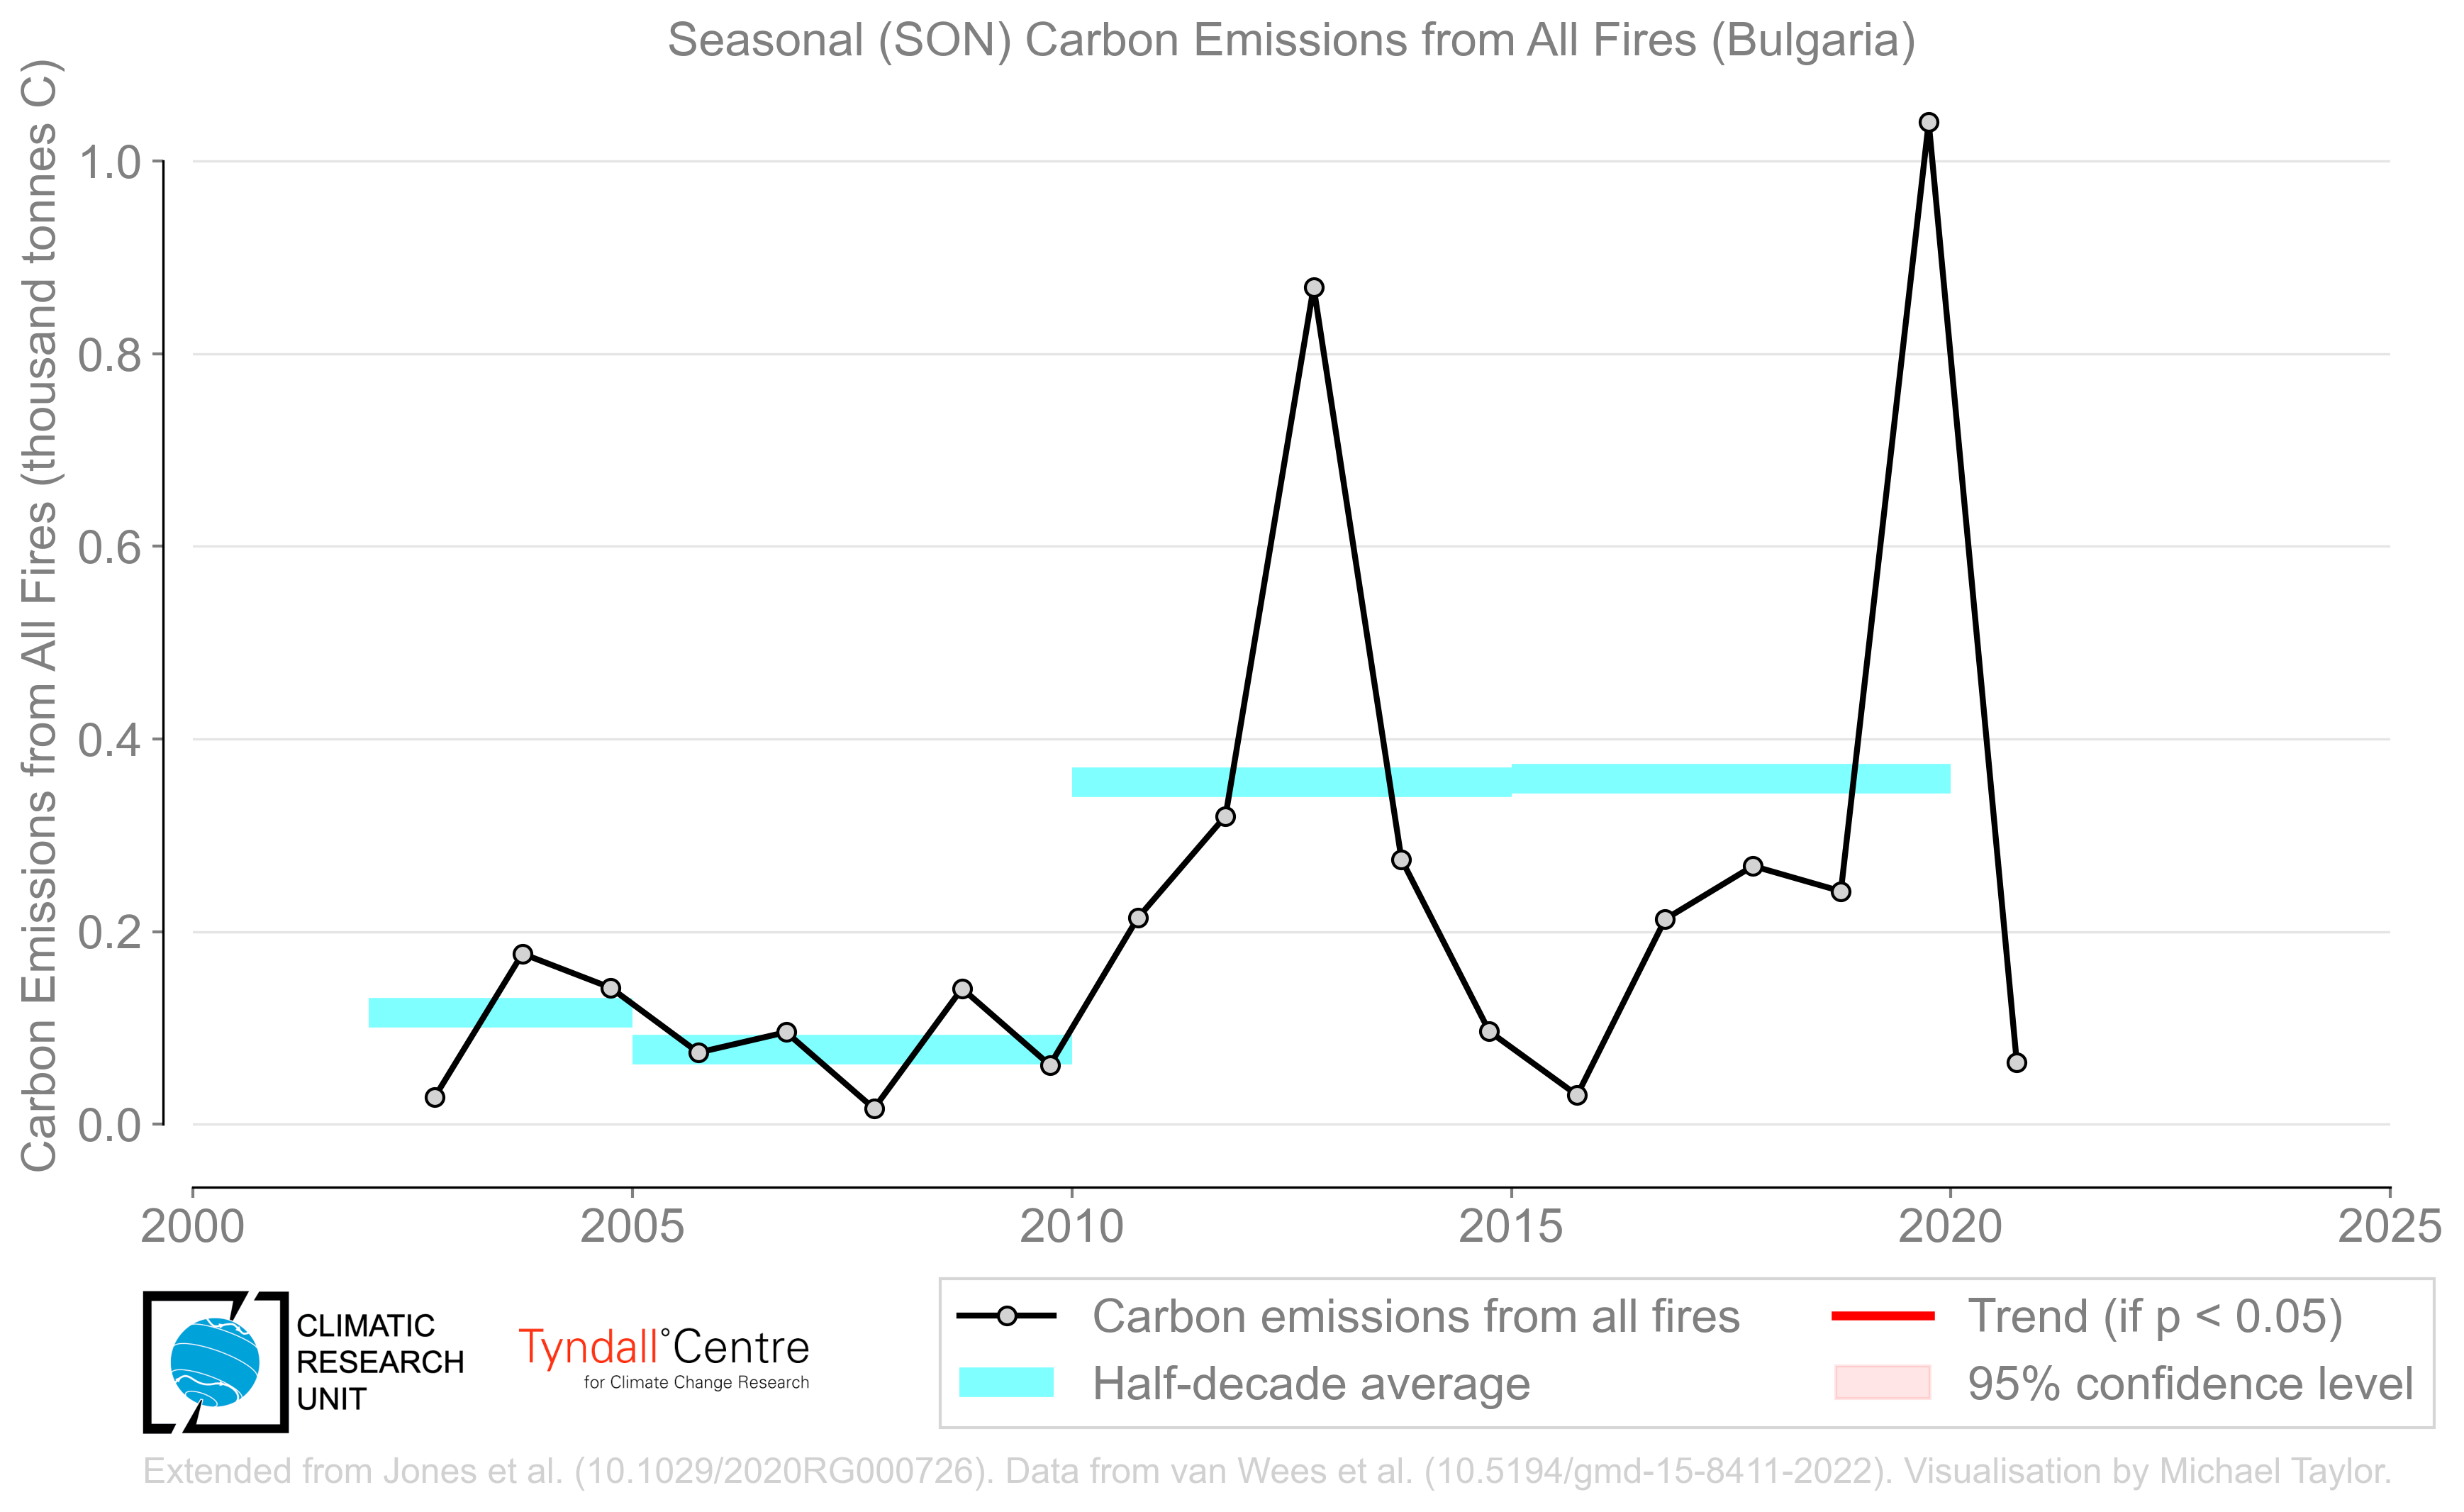 Seasonal (SON) Carbon Emissions from All Fires (Bulgaria)
Carbon Emissions from All Fires (thousand tonnes C)
1.0
0.8
0.6
0.4
0.2
0.0
2000 2005 2010 2015 2020 2025
CLIMATIC
RESEARCH
UNIT
Tyndall°Centre
for Climate Change Research
Carbon emissions from all fires
Half-decade average
Trend (if p < 0.05)
95% confidence level
Extended from Jones et al. (10.1029/2020RG000726). Data from van Wees et al. (10.5194/gmd-15-8411-2022). Visualisation by Michael Taylor.